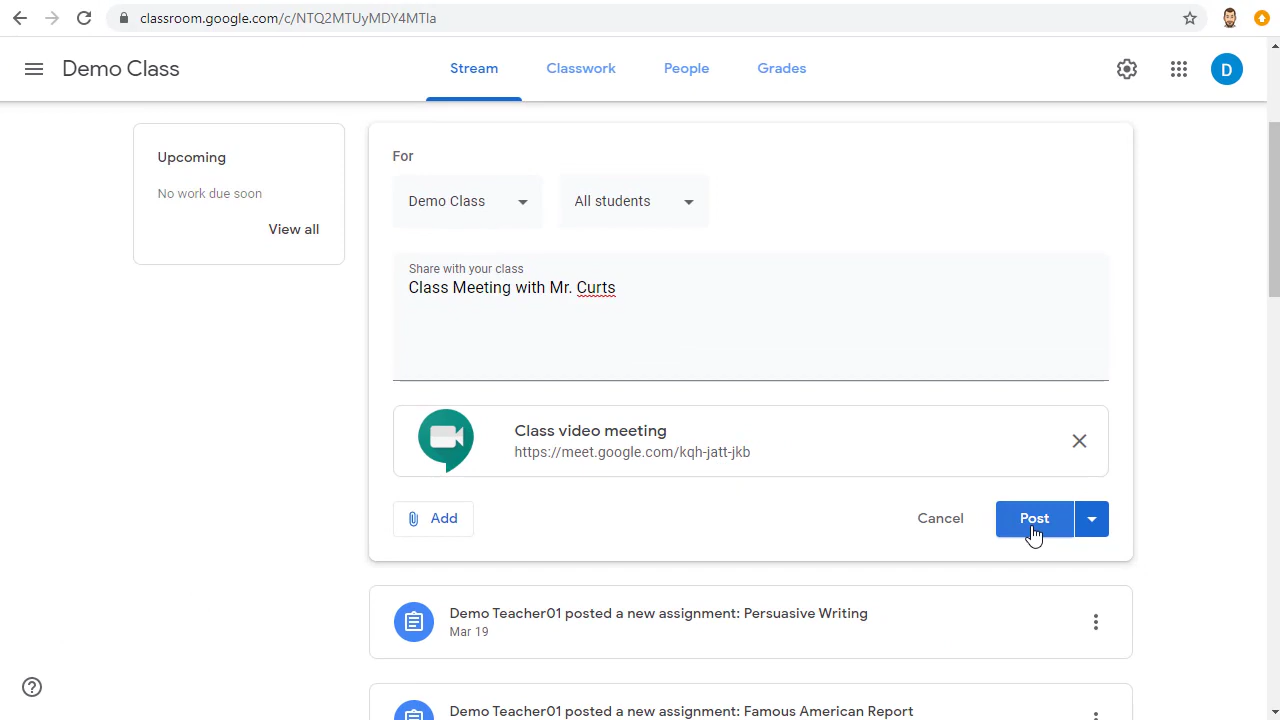 classroom.google.com/c/NTQ2MTUyMDY4MTIa
Demo Class
Stream
Classwork
People
Grades
D
Upcoming
No work due soon
View all
For
Demo Class
All students
Share with your class
Class Meeting with Mr. Curts
Class video meeting
https://meet.google.com/kqh-jatt-jkb
Add
Cancel
Post
Demo Teacher01 posted a new assignment: Persuasive Writing
Mar 19
Demo Teacher01 posted a new assignment: Famous American Report